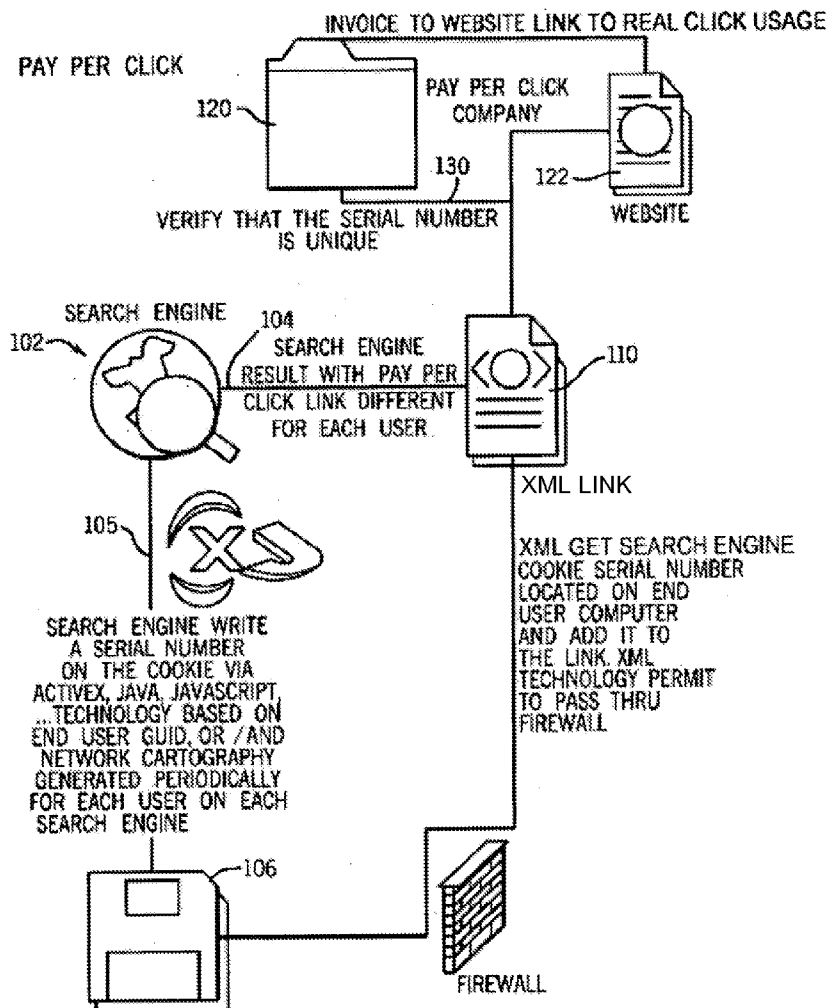 INVOICE TO WEBSITE LINK TO REAL CLICK USAGE
PAY PER CLICK
120
PAY PER CLICK
COMPANY
130
122
WEBSITE
VERIFY THAT THE SERIAL NUMBER
IS UNIQUE
SEARCH ENGINE
102
104
SEARCH ENGINE
RESULT WITH PAY PER
CLICK LINK DIFFERENT
FOR EACH USER
110
XML LINK
105
X
XML GET SEARCH ENGINE
COOKIE SERIAL NUMBER
LOCATED ON END
USER COMPUTER
AND ADD IT TO
THE LINK. XML
TECHNOLOGY PERMIT
TO PASS THRU
FIREWALL
SEARCH ENGINE WRITE
A SERIAL NUMBER
ON THE COOKIE VIA
ACTIVEX, JAVA, JAVASCRIPT,
...TECHNOLOGY BASED ON
END USER GUID, OR /AND
NETWORK CARTOGRAPHY
GENERATED PERIODICALLY
FOR EACH USER ON EACH
SEARCH ENGINE
106
FIREWALL